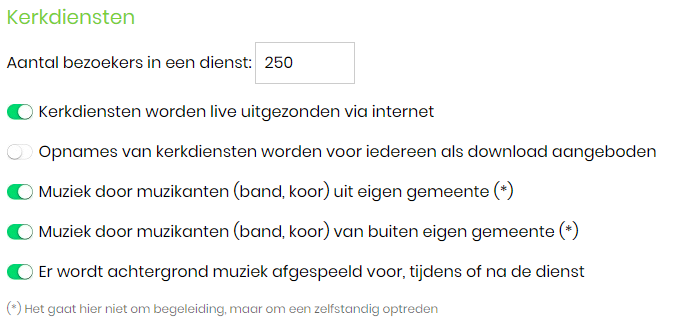 Kerkdiensten
Aantal bezoekers in een dienst: 250
Kerkdiensten worden live uitgezonden via internet
Opnames van kerkdiensten worden voor iedereen als download aangeboden
Muziek door muzikanten (band, koor) uit eigen gemeente (*)
Muziek door muzikanten (band, koor) van buiten eigen gemeente (*)
Er wordt achtergrond muziek afgespeeld voor, tijdens of na de dienst
(*) Het gaat hier niet om begeleiding, maar om een zelfstandig optreden